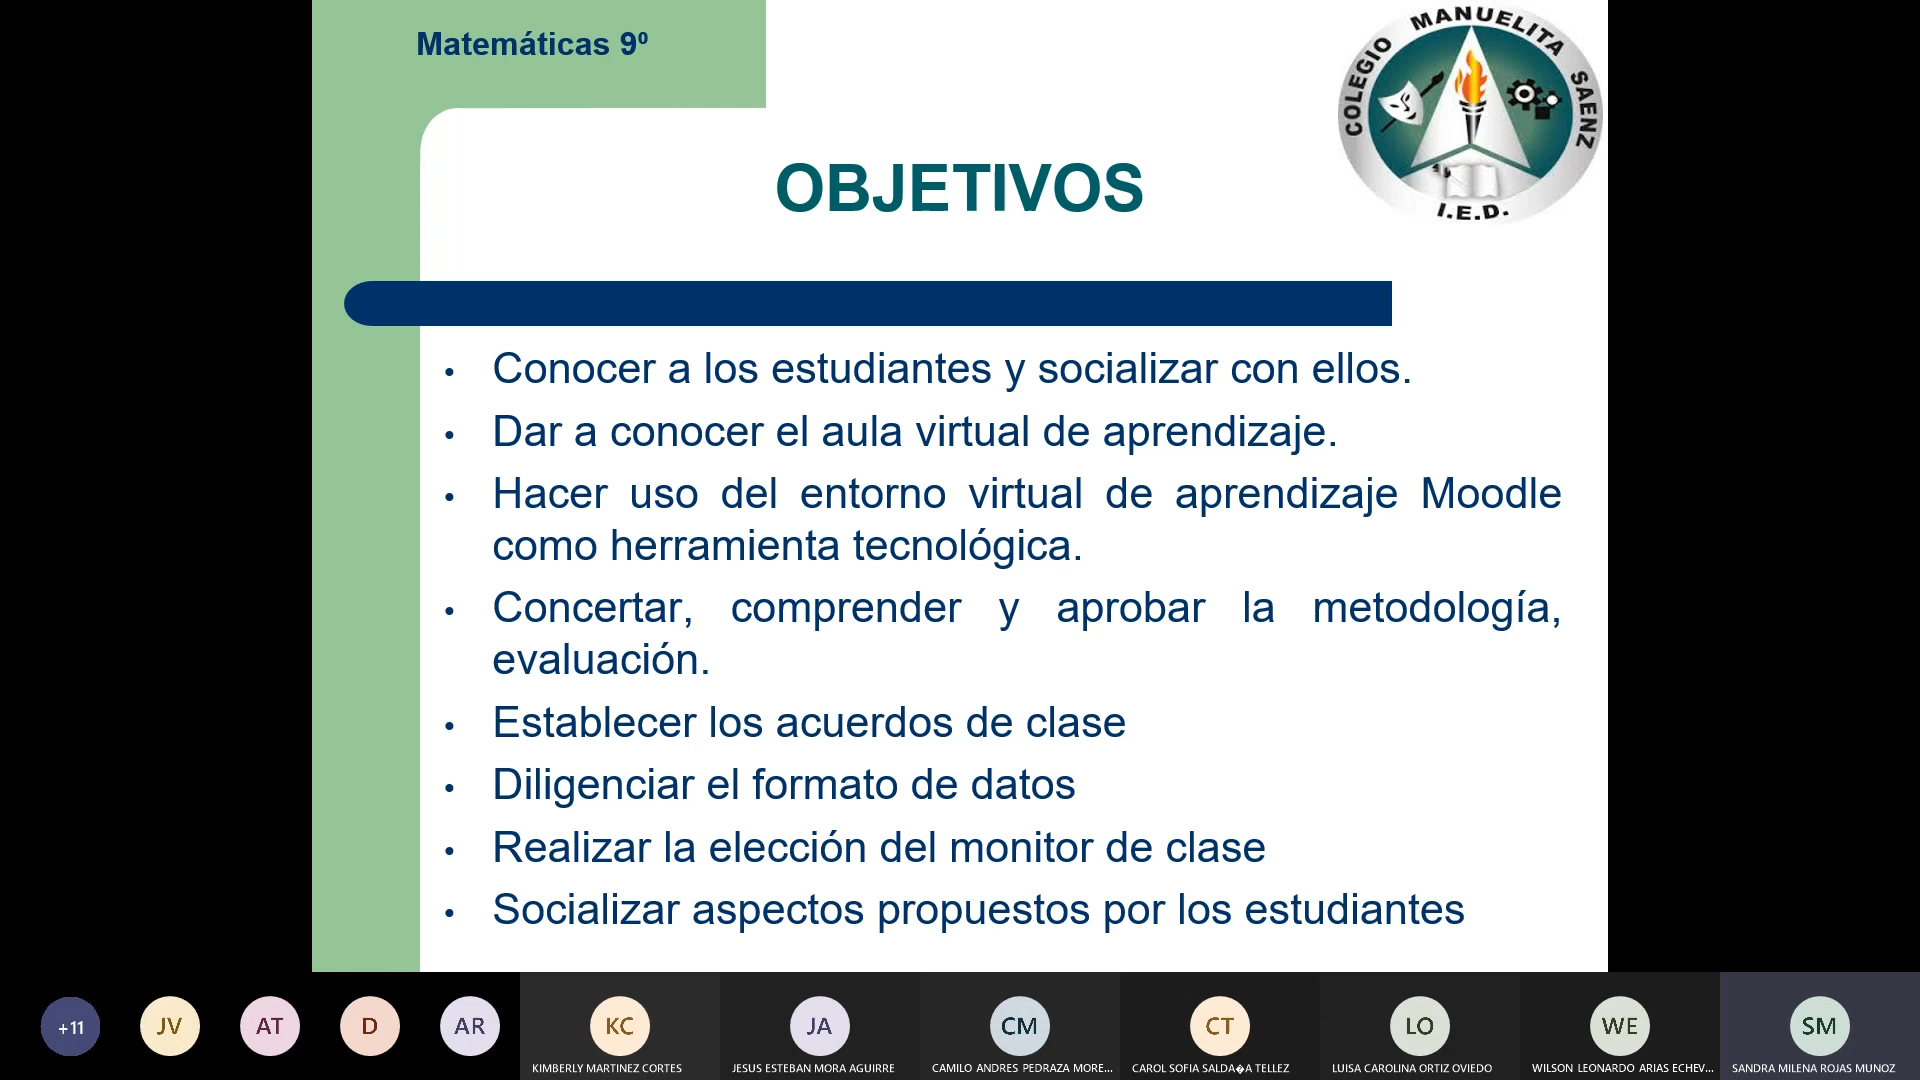 Matemáticas 9º
COLEGIO MANUELITA SAENZ
I.E.D.
OBJETIVOS
• Conocer a los estudiantes y socializar con ellos.
• Dar a conocer el aula virtual de aprendizaje.
• Hacer uso del entorno virtual de aprendizaje Moodle
como herramienta tecnológica.
• Concertar, comprender y aprobar la metodología,
evaluación.
• Establecer los acuerdos de clase
• Diligenciar el formato de datos
• Realizar la elección del monitor de clase
• Socializar aspectos propuestos por los estudiantes
+11 JV AT D AR KC JA CM CT LO WE SM
KIMBERLY MARTINEZ CORTES JESUS ESTEBAN MORA AGUIRRE CAMILO ANDRES PEDRAZA MORE... CAROL SOFIA SALDA�A TELLEZ LUISA CAROLINA ORTIZ OVIEDO WILSON LEONARDO ARIAS ECHEV... SANDRA MILENA ROJAS MUNOZ